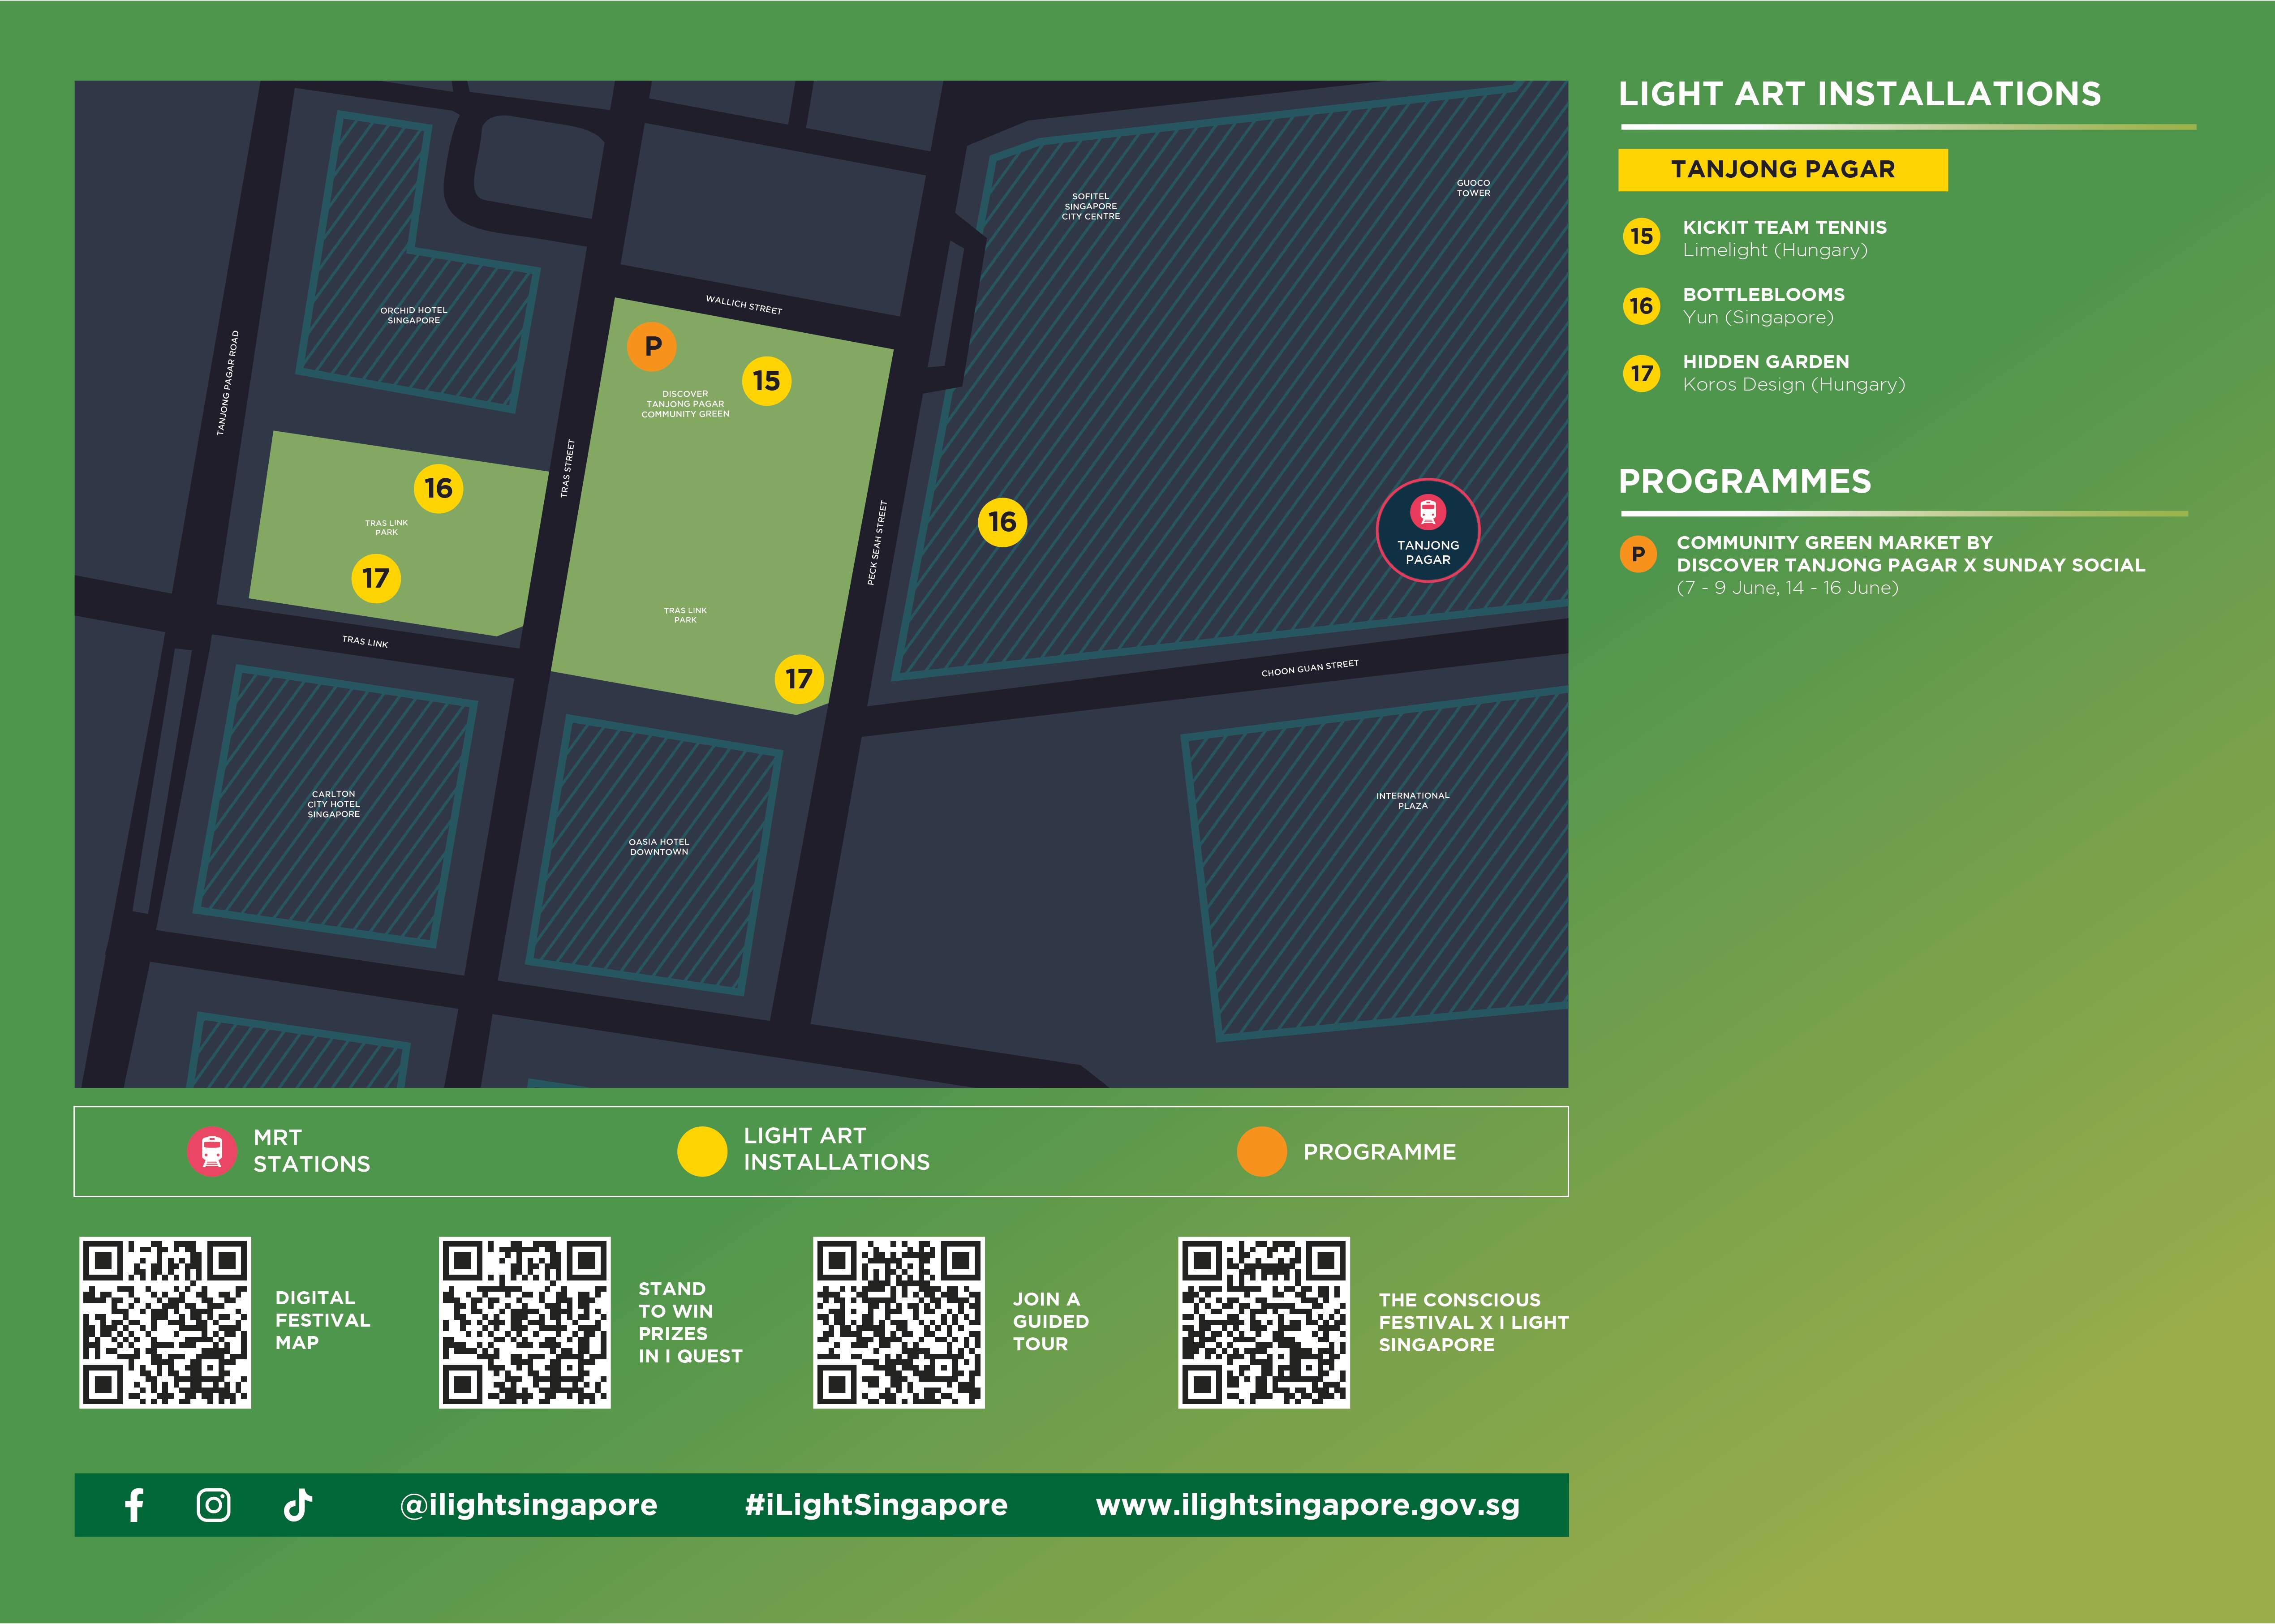 LIGHT ART INSTALLATIONS
TANJONG PAGAR
15
KICKIT TEAM TENNIS
Limelight (Hungary)
16
BOTTLEBLOOMS
Yun (Singapore)
17
HIDDEN GARDEN
Koros Design (Hungary)
PROGRAMMES
P
COMMUNITY GREEN MARKET BY
DISCOVER TANJONG PAGAR X SUNDAY SOCIAL
(7 - 9 June, 14 - 16 June)
SOFITEL
SINGAPORE
CITY CENTRE
GUOCO
TOWER
ORCHID HOTEL
SINGAPORE
WALLICH STREET
TANJONG PAGAR ROAD
P
15
DISCOVER
TANJONG PAGAR
COMMUNITY GREEN
TRAS STREET
16
TRAS LINK
PARK
17
PECK SEAH STREET
16
TANJONG
PAGAR
TRAS LINK
PARK
TRAS LINK
17
CHOON GUAN STREET
CARLTON
CITY HOTEL
SINGAPORE
OASIA HOTEL
DOWNTOWN
INTERNATIONAL
PLAZA
MRT
STATIONS
LIGHT ART
INSTALLATIONS
PROGRAMME
DIGITAL
FESTIVAL
MAP
STAND
TO WIN
PRIZES
IN I QUEST
JOIN A
GUIDED
TOUR
THE CONSCIOUS
FESTIVAL X I LIGHT
SINGAPORE
@ilightsingapore
#iLightSingapore
www.ilightsingapore.gov.sg